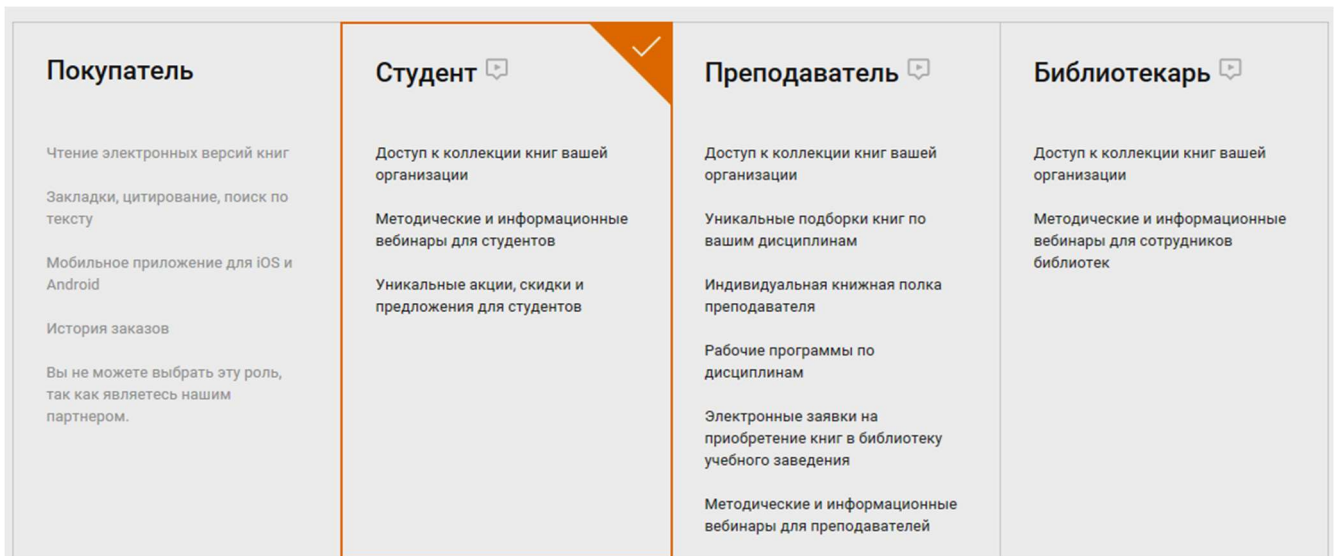 Покупатель
Чтение электронных версий книг
Закладки, цитирование, поиск по
тексту
Мобильное приложение для iOS и
Android
История заказов
Вы не можете выбрать эту роль,
так как являетесь нашим
партнером.
Студент
Доступ к коллекции книг вашей
организации
Методические и информационные
вебинары для студентов
Уникальные акции, скидки и
предложения для студентов
Преподаватель
Доступ к коллекции книг вашей
организации
Уникальные подборки книг по
вашим дисциплинам
Индивидуальная книжная полка
преподавателя
Рабочие программы по
дисциплинам
Электронные заявки на
приобретение книг в библиотеку
учебного заведения
Методические и информационные
вебинары для преподавателей
Библиотекарь
Доступ к коллекции книг вашей
организации
Методические и информационные
вебинары для сотрудников
библиотек